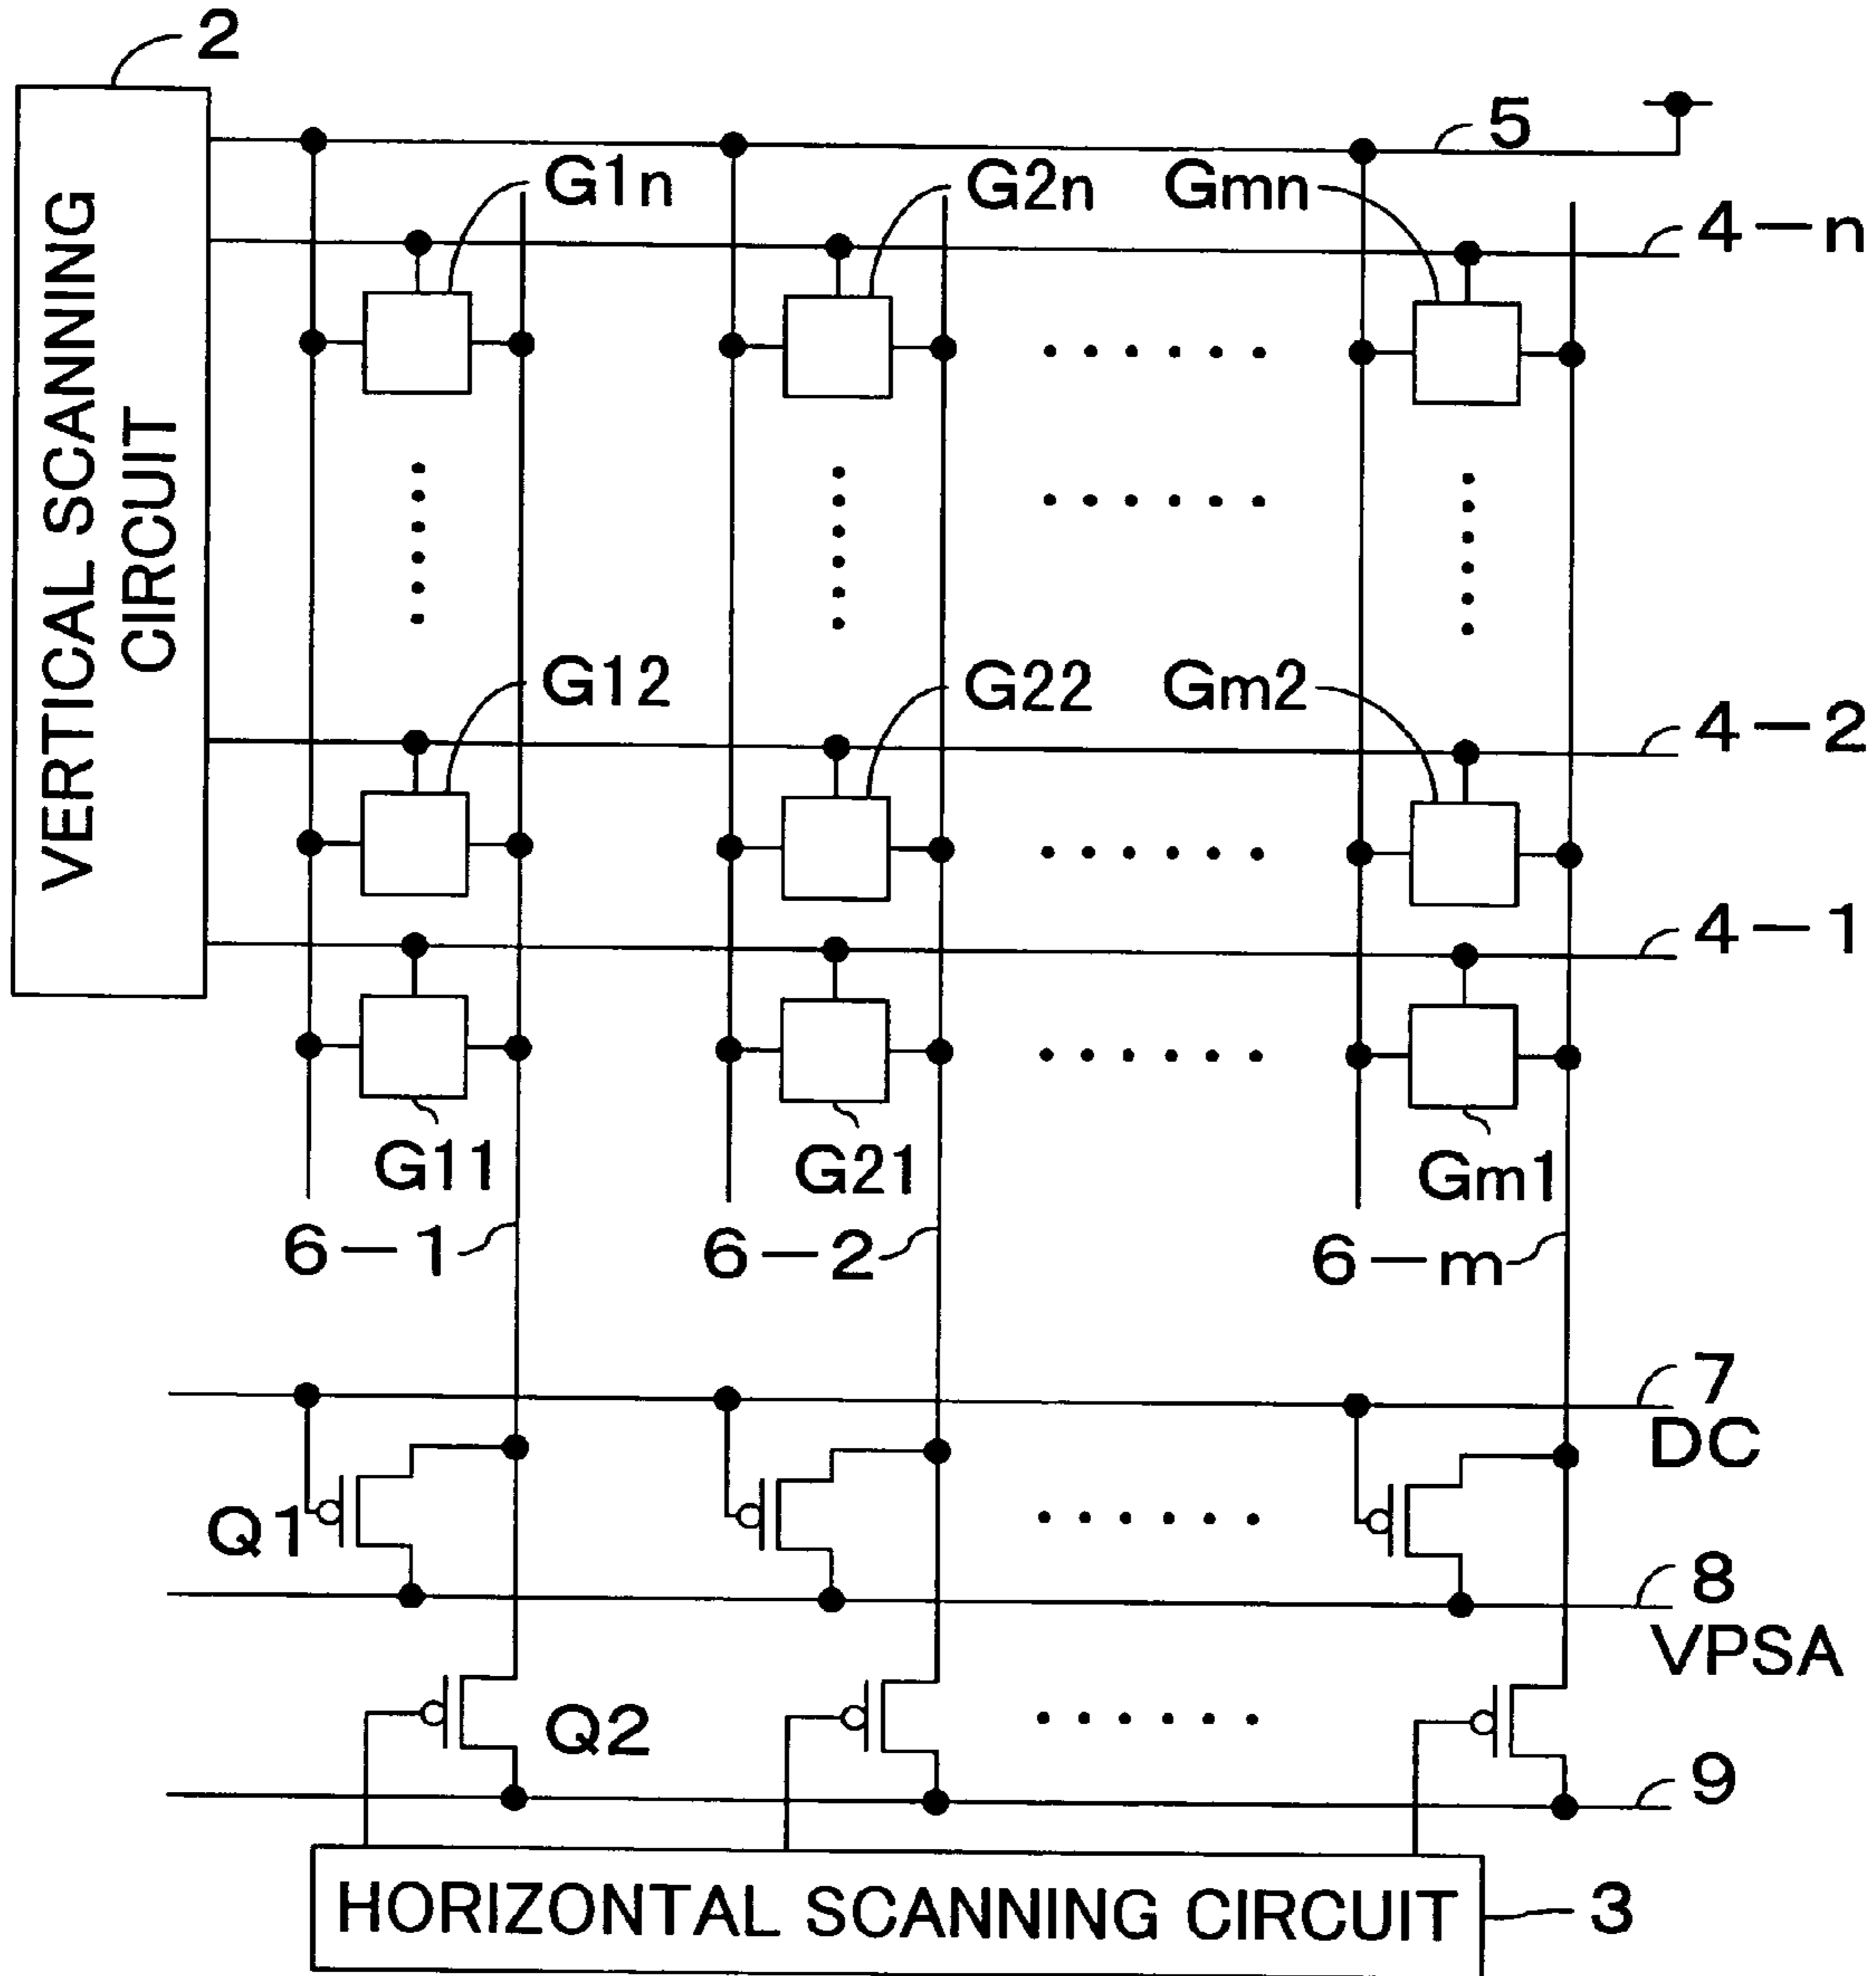 2
5
G1n
G2n
Gmn
4-n
VERTICAL SCANNING
CIRCUIT
G12
G22
Gm2
4-2
4-1
G11
G21
Gm1
6-1
6-2
6-m
7
DC
Q1
8
VPSA
Q2
9
HORIZONTAL SCANNING CIRCUIT
3